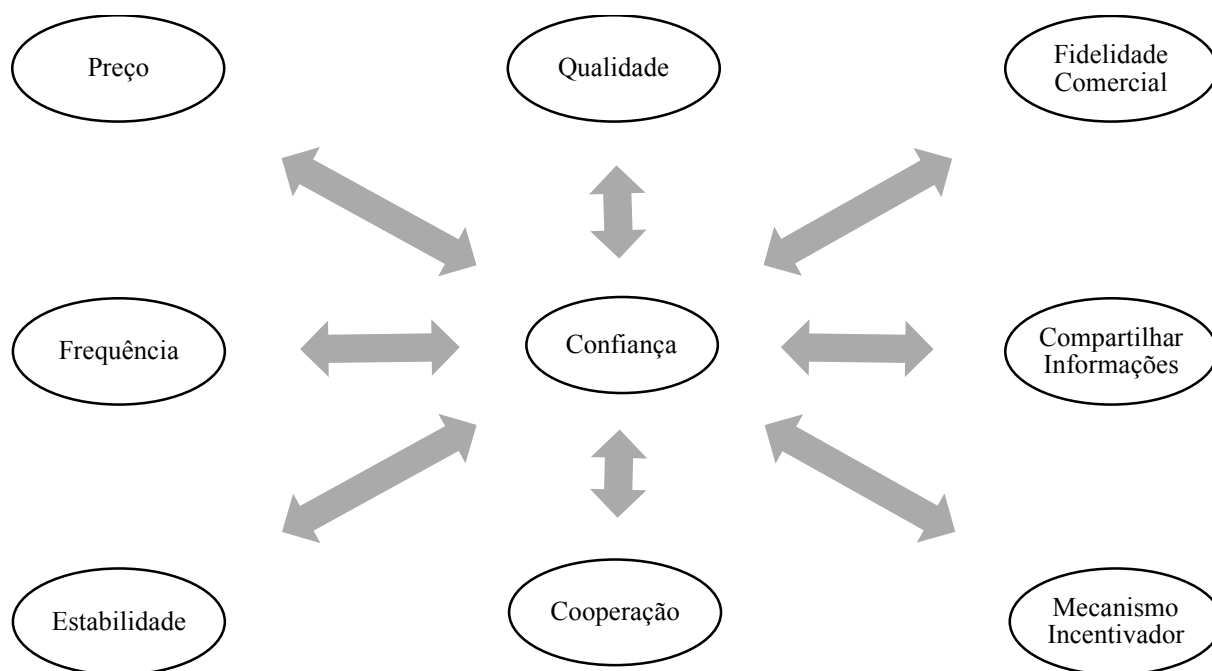 Preço
Qualidade
Fidelidade
Comercial
Frequência
Confiança
Compartilhar
Informações
Estabilidade
Cooperação
Mecanismo
Incentivador